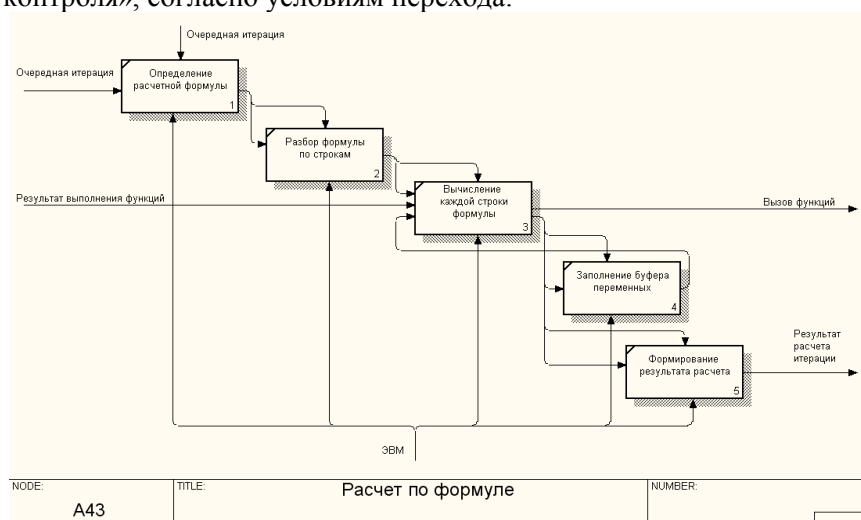 контроля», согласно условиям перехода.
Очередная итерация
Очередная итерация
Определение
расчетной формулы
1
Разбор формулы
по строкам
2
Результат выполнения функций
Вычисление
каждой строки
формулы
3
Вызов функций
Заполнение буфера
переменных
4
Результат
расчета
итерации
Формирование
результата расчета
5
ЭВМ
NODE:
TITLE:
Расчет по формуле
NUMBER:
A43